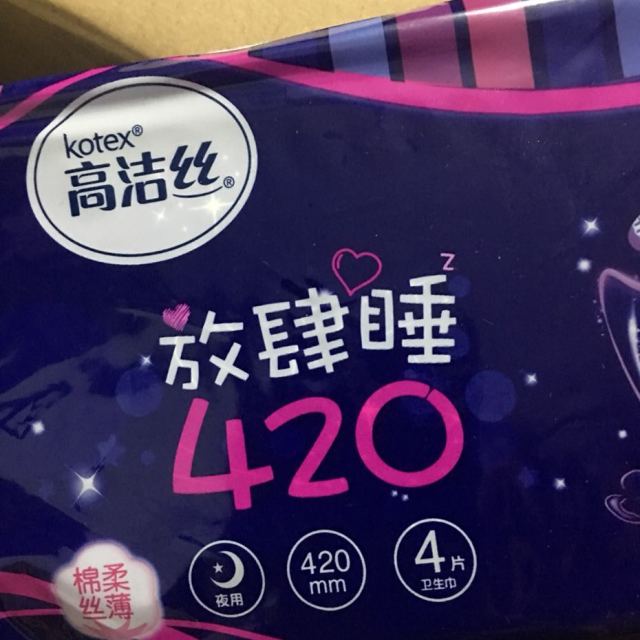 kotex®
高洁丝®
放肆睡
z
420
夜用
420
mm
4片
卫生巾
棉柔
丝薄